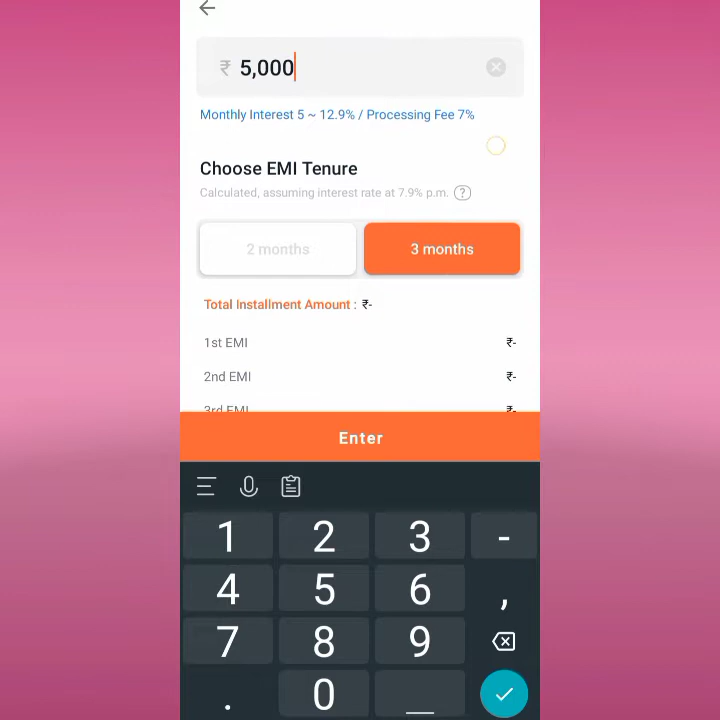 ₹ 5,000
Monthly Interest 5 ~ 12.9% / Processing Fee 7%
Choose EMI Tenure
Calculated, assuming interest rate at 7.9% p.m. ?
2 months 3 months
Total Installment Amount : ₹-
1st EMI ₹-
2nd EMI ₹-
3rd EMI ₹-
Enter
1 2 3 -
4 5 6 ,
7 8 9
. 0 _